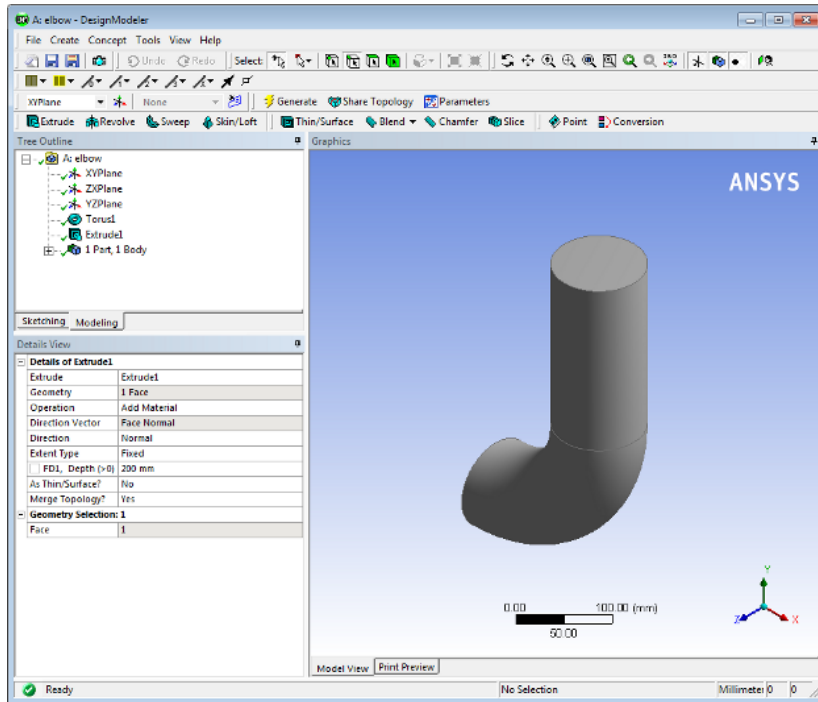 A: elbow - DesignModeler
File Create Concept Tools View Help
Undo Redo Select:
XYPlane None Generate Share Topology Parameters
Extrude Revolve Sweep Skin/Loft Thin/Surface Blend Chamfer Slice Point Conversion
Tree Outline
A: elbow
XYPlane
ZXPlane
YZPlane
Torus1
Extrude1
1 Part, 1 Body
Sketching Modeling
Details View
Details of Extrude1
Extrude Extrude1
Geometry 1 Face
Operation Add Material
Direction Vector Face Normal
Direction Normal
Extent Type Fixed
FD1, Depth (>0) 200 mm
As Thin/Surface? No
Merge Topology? Yes
Geometry Selection: 1
Face 1
Graphics
ANSYS
0.00 100.00 (mm)
50.00
Y
Z X
Model View Print Preview
Ready No Selection Millimeter 0 0